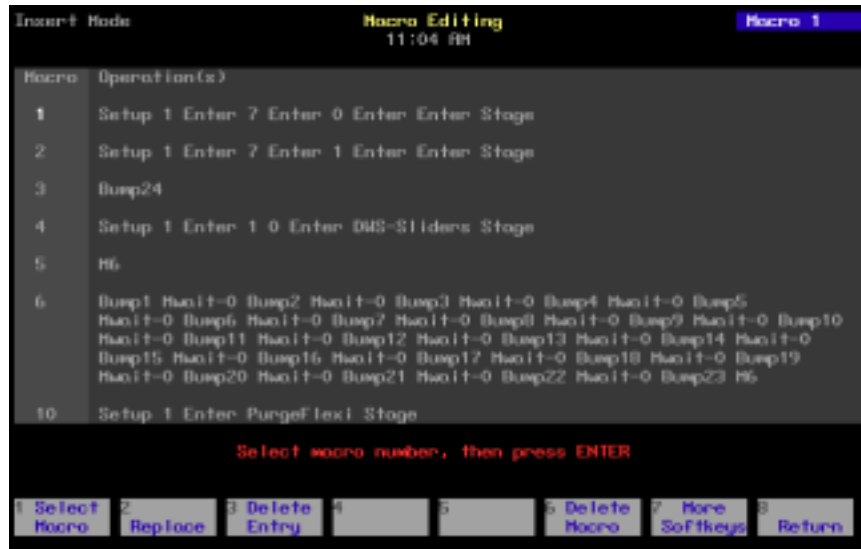 Insert Mode Macro Editing Macro 1
11:04 AM
Macro Operation(s)
1 Setup 1 Enter 7 Enter 0 Enter Enter Stage
2 Setup 1 Enter 7 Enter 1 Enter Enter Stage
3 Bump24
4 Setup 1 Enter 1 0 Enter DWS-Sliders Stage
5 M6
6 Bump1 Mwait-0 Bump2 Mwait-0 Bump3 Mwait-0 Bump4 Mwait-0 Bump5
Mwait-0 Bump6 Mwait-0 Bump7 Mwait-0 Bump8 Mwait-0 Bump9 Mwait-0 Bump10
Mwait-0 Bump11 Mwait-0 Bump12 Mwait-0 Bump13 Mwait-0 Bump14 Mwait-0
Bump15 Mwait-0 Bump16 Mwait-0 Bump17 Mwait-0 Bump18 Mwait-0 Bump19
Mwait-0 Bump20 Mwait-0 Bump21 Mwait-0 Bump22 Mwait-0 Bump23 M6
10 Setup 1 Enter PurgeFlexi Stage
Select macro number, then press ENTER
1 Select 2 3 Delete 4 5 6 Delete 7 More 8
Macro Replace Entry Macro Softkeys Return